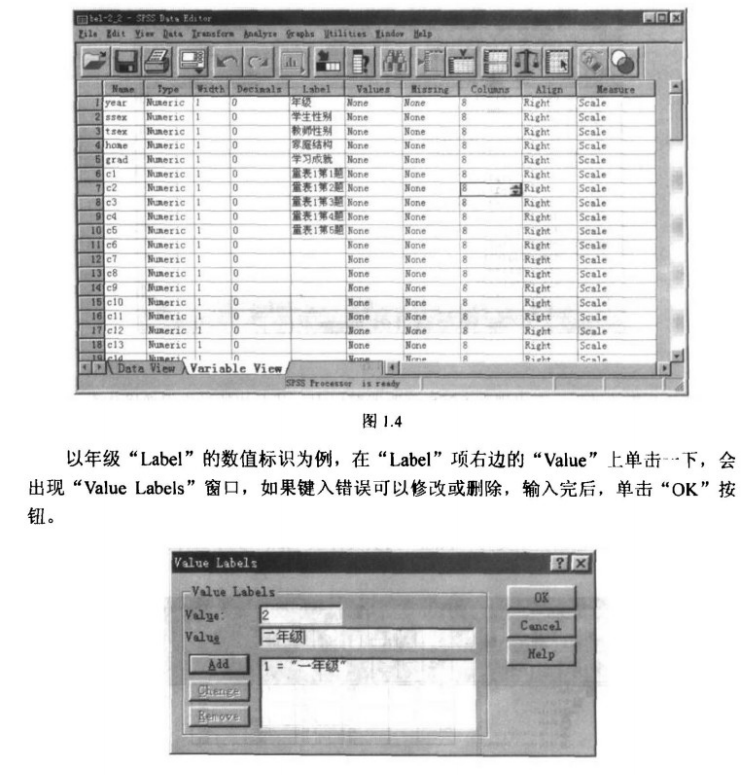 bel-2_2 - SPSS Data Editor
File Edit View Data Transform Analyze Graphs Utilities Window Help
Name Type Width Decimals Label Values Missing Columns Align Measure
1 year Numeric 1 0 年级 None None 8 Right Scale
2 ssex Numeric 1 0 学生性别 None None 8 Right Scale
3 tsex Numeric 1 0 教师性别 None None 8 Right Scale
4 home Numeric 1 0 家庭结构 None None 8 Right Scale
5 grad Numeric 1 0 学习成就 None None 8 Right Scale
6 c1 Numeric 1 0 量表1第1题 None None 8 Right Scale
7 c2 Numeric 1 0 量表1第2题 None None 8 Right Scale
8 c3 Numeric 1 0 量表1第3题 None None 8 Right Scale
9 c4 Numeric 1 0 量表1第4题 None None 8 Right Scale
10 c5 Numeric 1 0 量表1第5题 None None 8 Right Scale
11 c6 Numeric 1 0 None None 8 Right Scale
12 c7 Numeric 1 0 None None 8 Right Scale
13 c8 Numeric 1 0 None None 8 Right Scale
14 c9 Numeric 1 0 None None 8 Right Scale
15 c10 Numeric 1 0 None None 8 Right Scale
16 c11 Numeric 1 0 None None 8 Right Scale
17 c12 Numeric 1 0 None None 8 Right Scale
18 c13 Numeric 1 0 None None 8 Right Scale
19 c14 Numeric 1 0 None None 8 Right Scale
Data View Variable View
SPSS Processor is ready
图 1.4
以年级“Label”的数值标识为例，在“Label”项右边的“Value”上单击一下，会
出现“Value Labels”窗口，如果键入错误可以修改或删除，输入完后，单击“OK”按
钮。
Value Labels
Value Labels
Value: 2
Value 二年级
Add 1 = "一年级"
Change
Remove
OK
Cancel
Help